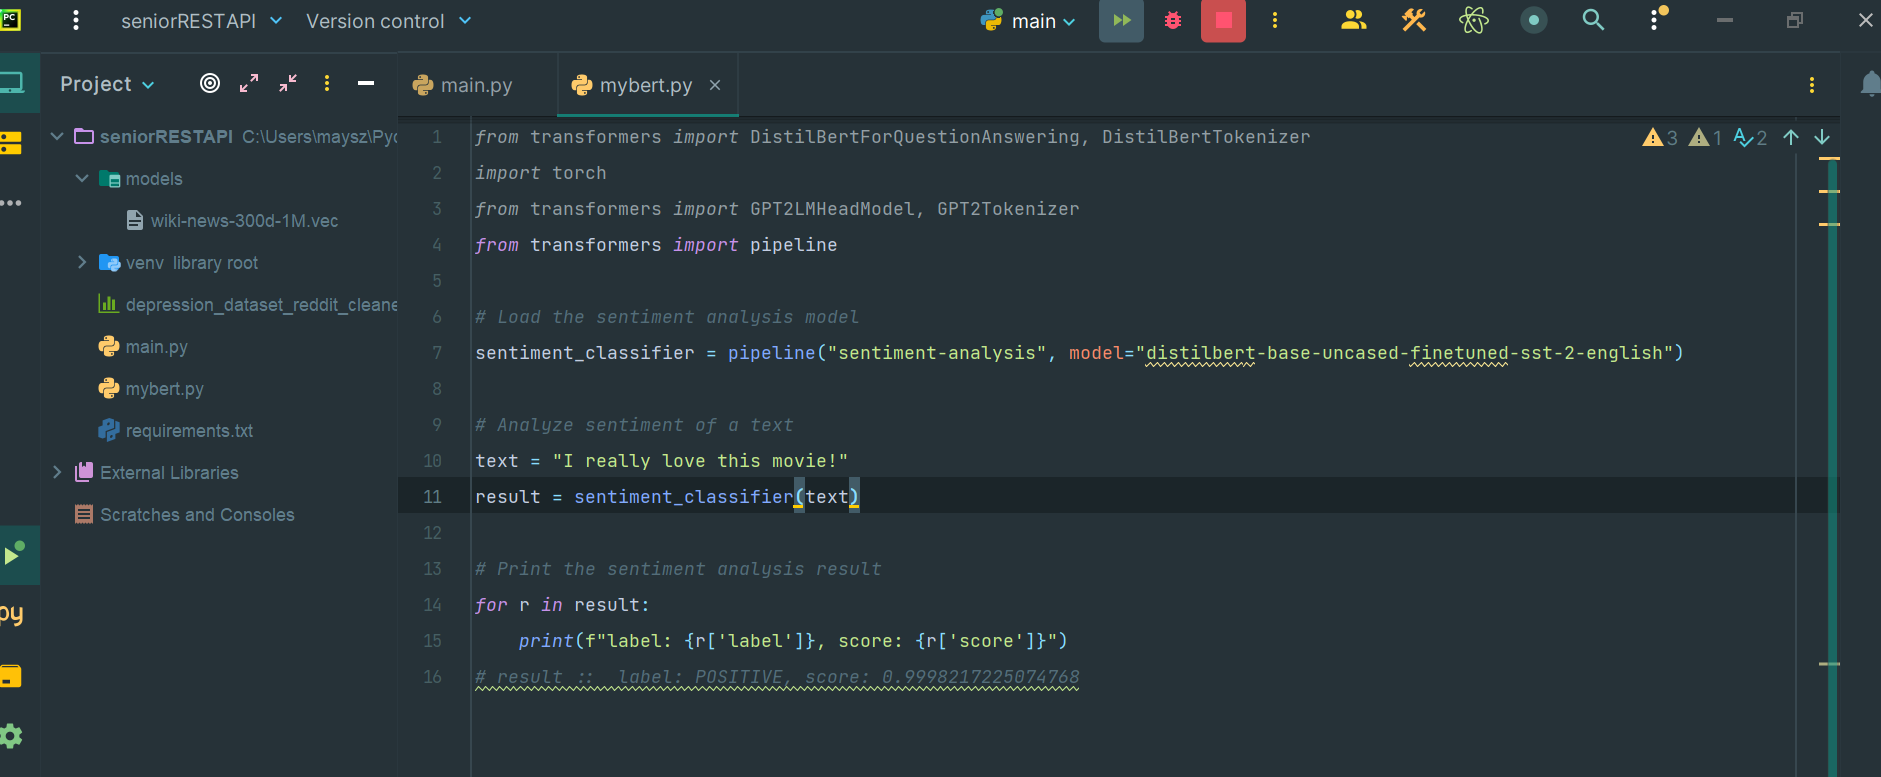 PC seniorRESTAPI Version control main
Project main.py mybert.py
seniorRESTAPI C:\Users\maysz\Pyc
models
wiki-news-300d-1M.vec
venv library root
depression_dataset_reddit_cleane
main.py
mybert.py
requirements.txt
External Libraries
Scratches and Consoles
py
3 1 2
1 from transformers import DistilBertForQuestionAnswering, DistilBertTokenizer
2 import torch
3 from transformers import GPT2LMHeadModel, GPT2Tokenizer
4 from transformers import pipeline
5
6 # Load the sentiment analysis model
7 sentiment_classifier = pipeline("sentiment-analysis", model="distilbert-base-uncased-finetuned-sst-2-english")
8
9 # Analyze sentiment of a text
10 text = "I really love this movie!"
11 result = sentiment_classifier(text)
12
13 # Print the sentiment analysis result
14 for r in result:
15 print(f"label: {r['label']}, score: {r['score']}")
16 # result :: label: POSITIVE, score: 0.9998217225074768